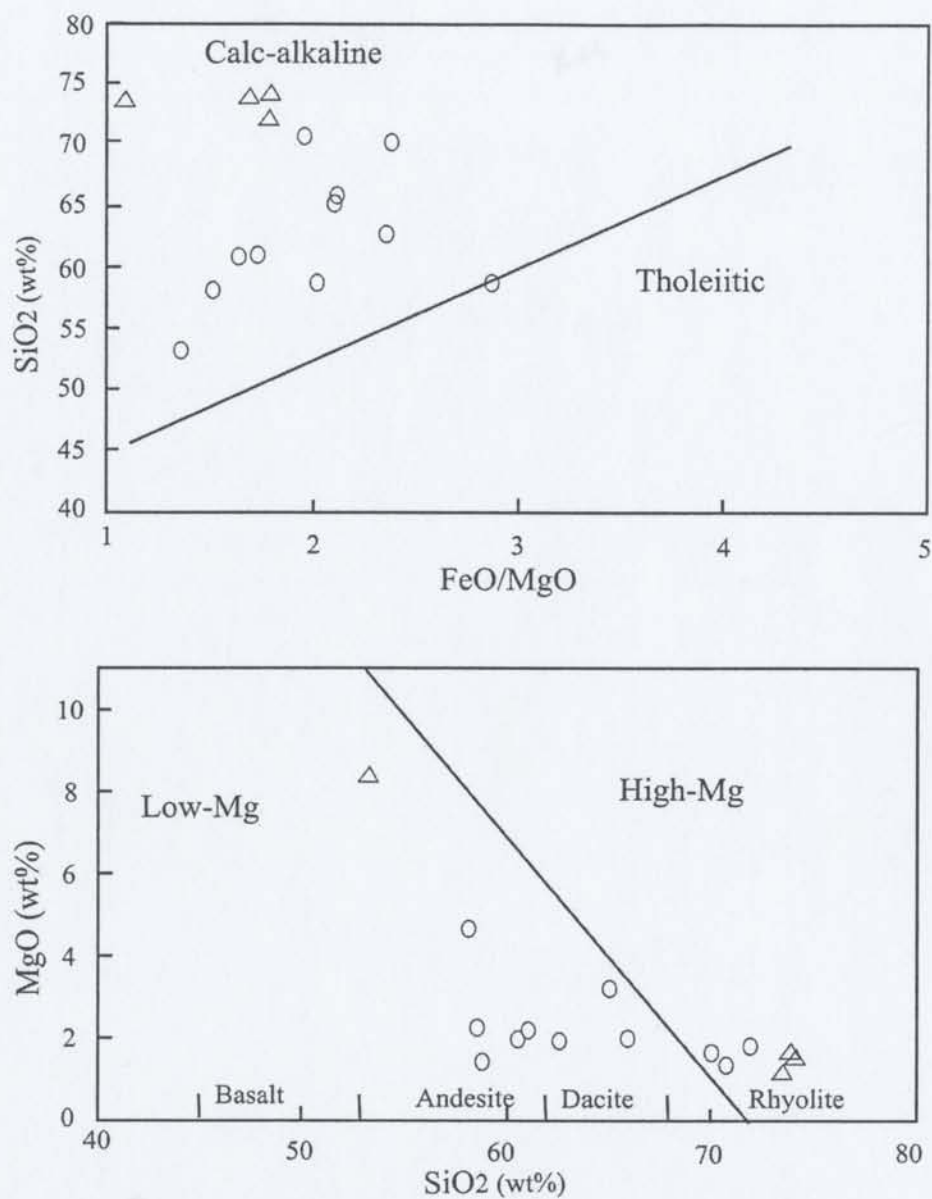 80
Calc-alkaline
75
70
65
60
Tholeiitic
55
50
45
40
SiO2 (wt%)
1 2 3 4 5
FeO/MgO
10
High-Mg
Low-Mg
8
6
4
2
0
MgO (wt%)
Basalt Andesite Dacite Rhyolite
40 50 60 70 80
SiO2 (wt%)